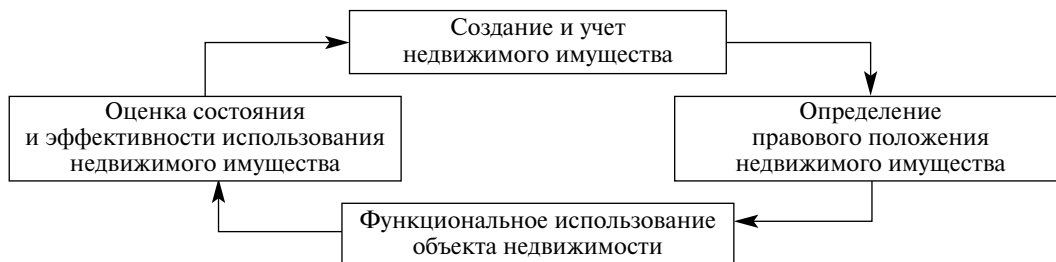 Создание и учет
недвижимого имущества
Оценка состояния
и эффективности использования
недвижимого имущества
Определение
правового положения
недвижимого имущества
Функциональное использование
объекта недвижимости